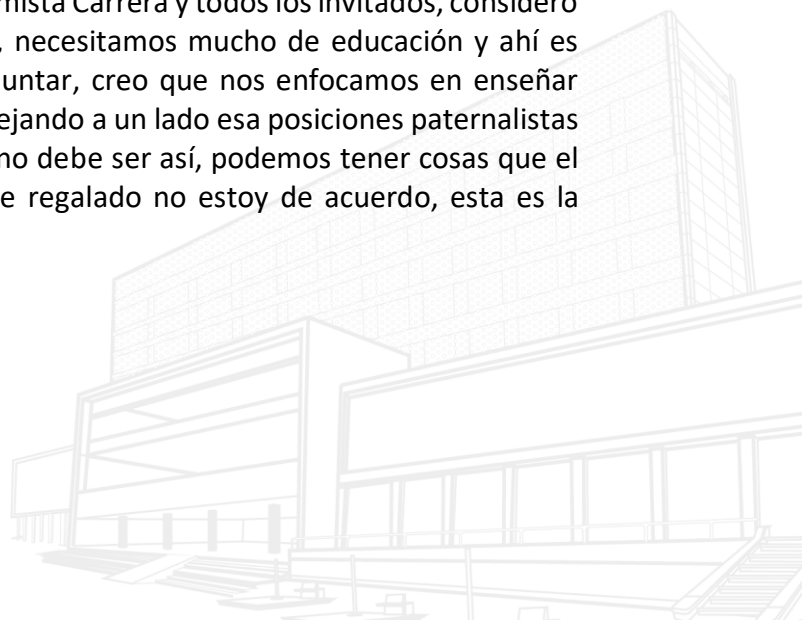 mista Carrera y todos los invitados, considero
, necesitamos mucho de educación y ahí es
untar, creo que nos enfocamos en enseñar
ejando a un lado esa posiciones paternalistas
no debe ser así, podemos tener cosas que el
e regalado no estoy de acuerdo, esta es la